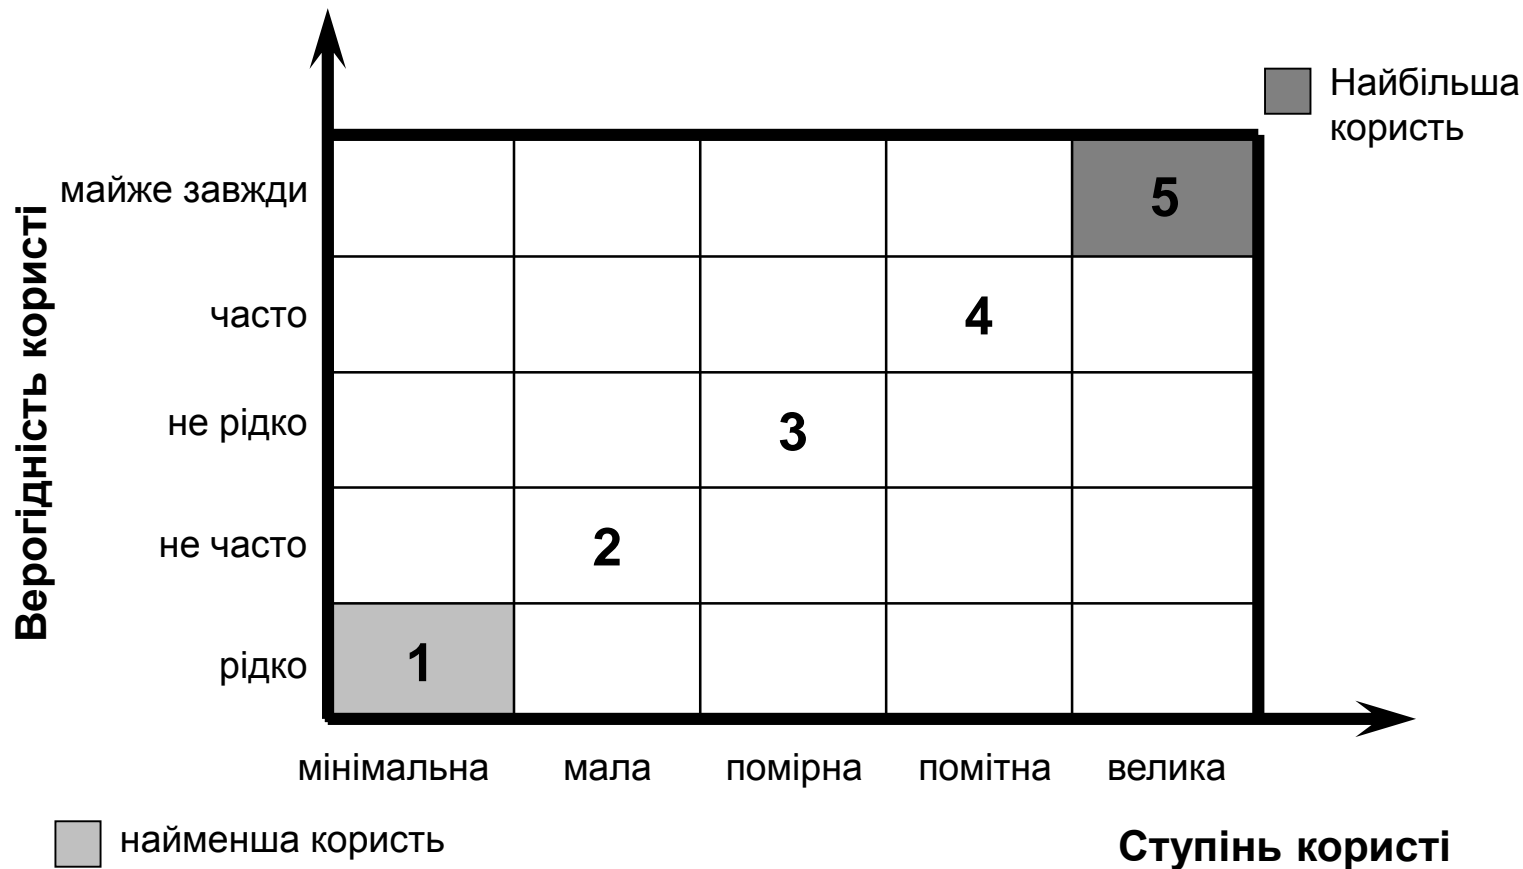 Найбільша
користь
Верогідність користі
майже завжди
5
часто
4
не рідко
3
не часто
2
рідко
1
мінімальна мала помірна помітна велика
найменша користь
Ступінь користі